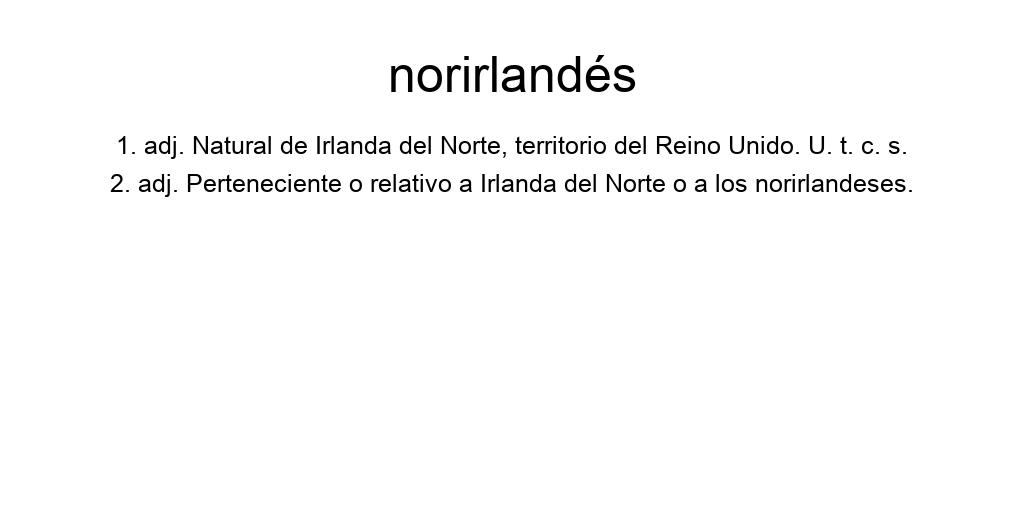 norirlandés
1. adj. Natural de Irlanda del Norte, territorio del Reino Unido. U. t. c. s.
2. adj. Perteneciente o relativo a Irlanda del Norte o a los norirlandeses.